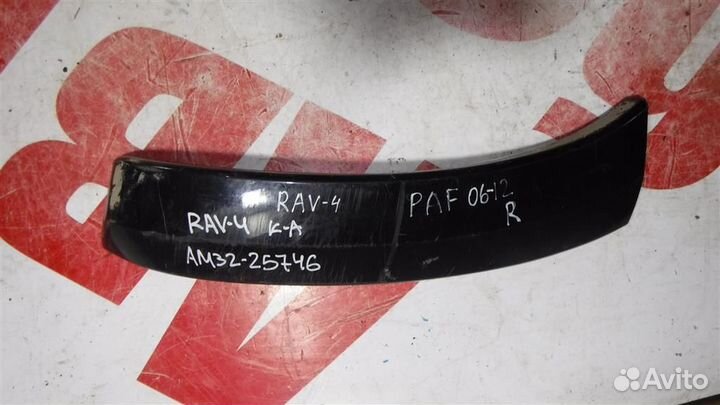 RAV-4
RAV-4 K-A
AM32-25746
PAF 06-12
R
Avito